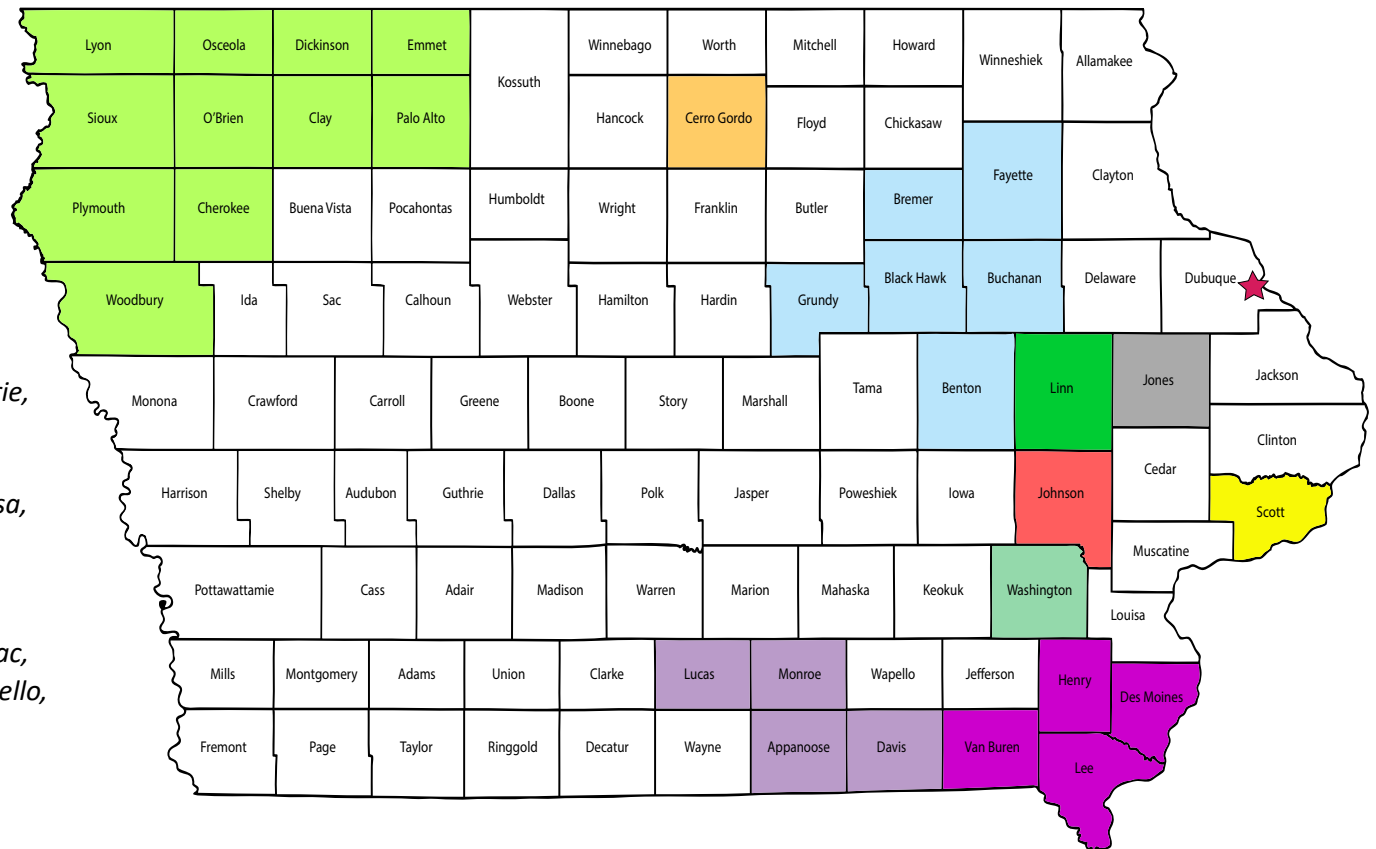 Lyon
Osceola
Dickinson
Emmet
Kossuth
Winnebago
Worth
Mitchell
Howard
Winneshiek
Allamakee
Sioux
O'Brien
Clay
Palo Alto
Hancock
Cerro Gordo
Floyd
Chickasaw
Fayette
Clayton
Plymouth
Cherokee
Buena Vista
Pocahontas
Humboldt
Wright
Franklin
Butler
Bremer
Woodbury
Ida
Sac
Calhoun
Webster
Hamilton
Hardin
Grundy
Black Hawk
Buchanan
Delaware
Dubuque
rie,
Monona
Crawford
Carroll
Greene
Boone
Story
Marshall
Tama
Benton
Linn
Jones
Jackson
Clinton
sa,
Harrison
Shelby
Audubon
Guthrie
Dallas
Polk
Jasper
Poweshiek
Iowa
Johnson
Cedar
Scott
Muscatine
Pottawattamie
Cass
Adair
Madison
Warren
Marion
Mahaska
Keokuk
Washington
Louisa
ac,
ello,
Mills
Montgomery
Adams
Union
Clarke
Lucas
Monroe
Wapello
Jefferson
Henry
Des Moines
Fremont
Page
Taylor
Ringgold
Decatur
Wayne
Appanoose
Davis
Van Buren
Lee